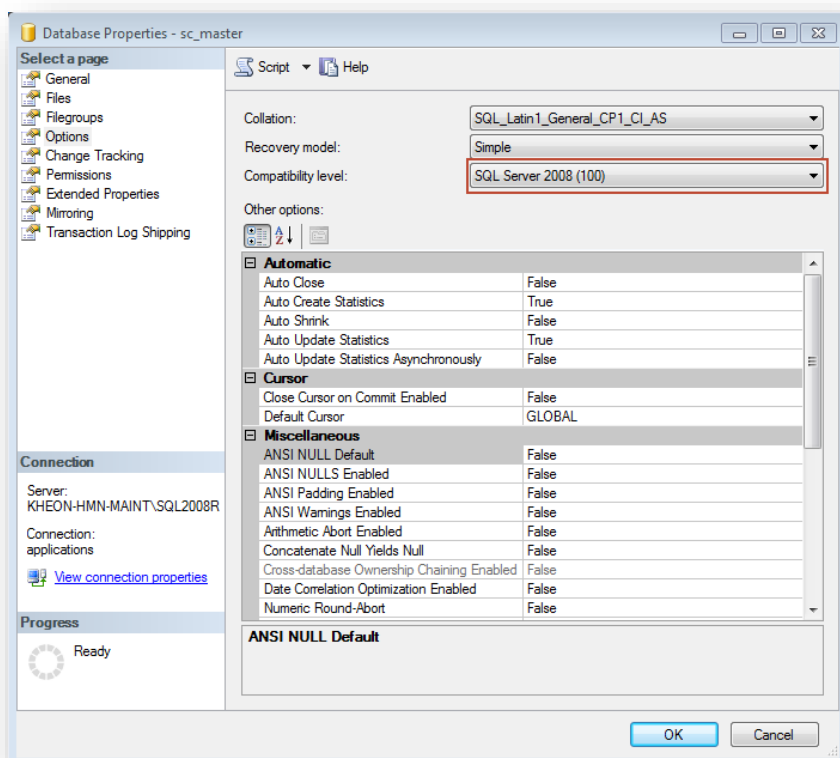 Database Properties - sc_master
Select a page
General
Files
Filegroups
Options
Change Tracking
Permissions
Extended Properties
Mirroring
Transaction Log Shipping
Script Help
Collation: SQL_Latin1_General_CP1_CI_AS
Recovery model: Simple
Compatibility level: SQL Server 2008 (100)
Other options:
A
Z
Automatic
Auto Close False
Auto Create Statistics True
Auto Shrink False
Auto Update Statistics True
Auto Update Statistics Asynchronously False
Cursor
Close Cursor on Commit Enabled False
Default Cursor GLOBAL
Miscellaneous
ANSI NULL Default False
ANSI NULLS Enabled False
ANSI Padding Enabled False
ANSI Warnings Enabled False
Arithmetic Abort Enabled False
Concatenate Null Yields Null False
Cross-database Ownership Chaining Enabled False
Date Correlation Optimization Enabled False
Numeric Round-Abort False
ANSI NULL Default
Connection
Server:
KHEON-HMN-MAINT\SQL2008R
Connection:
applications
View connection properties
Progress
Ready
OK Cancel